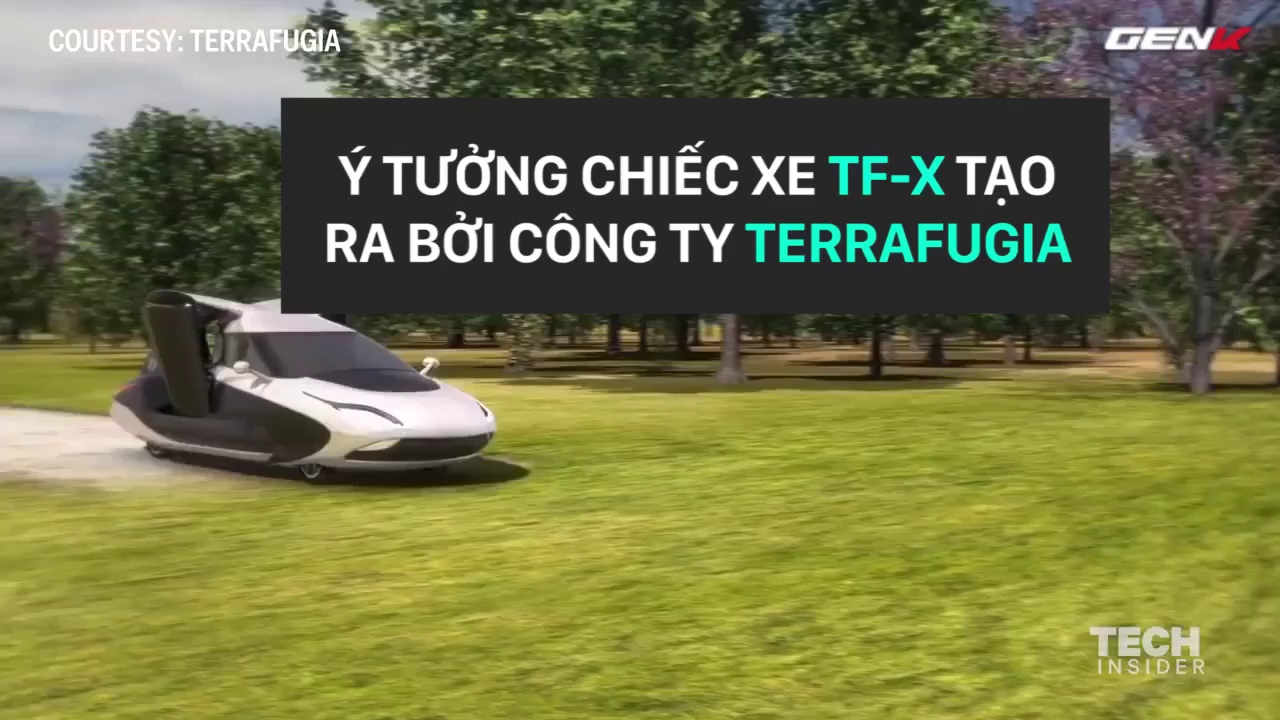 COURTESY: TERRAFUGIA
GENK
Ý TƯỞNG CHIẾC XE TF-X TẠO
RA BỞI CÔNG TY TERRAFUGIA
TECH
INSIDER